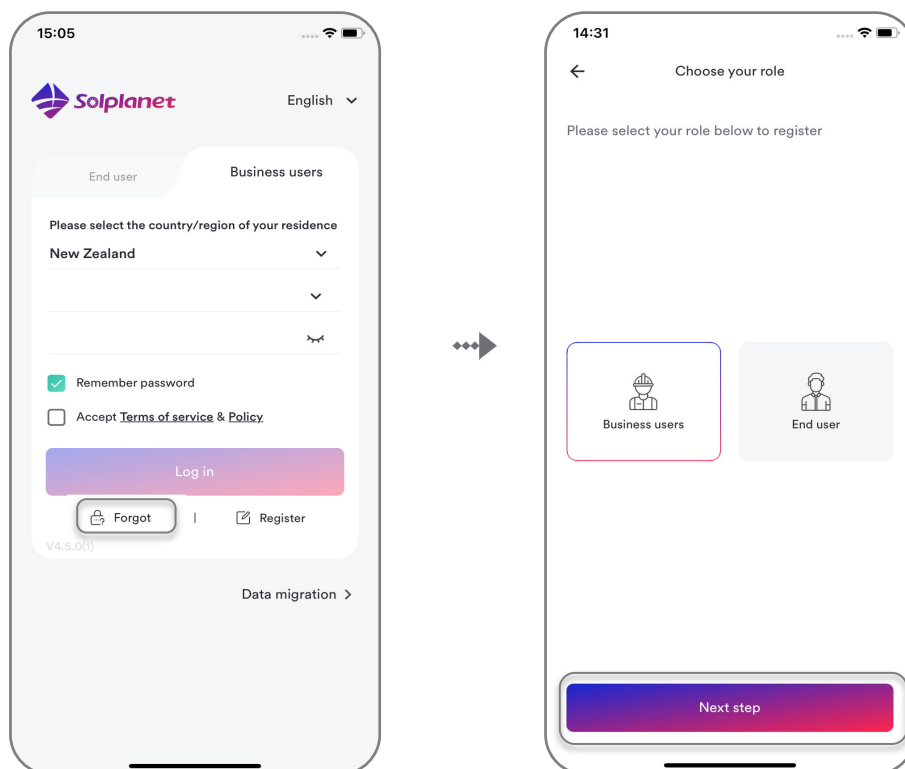 15:05
Solplanet
English
End user
Business users
Please select the country/region of your residence
New Zealand
Remember password
Accept Terms of service & Policy
Log in
Forgot | Register
V4.5.0(1)
Data migration >
14:31
Choose your role
Please select your role below to register
Business users
End user
Next step